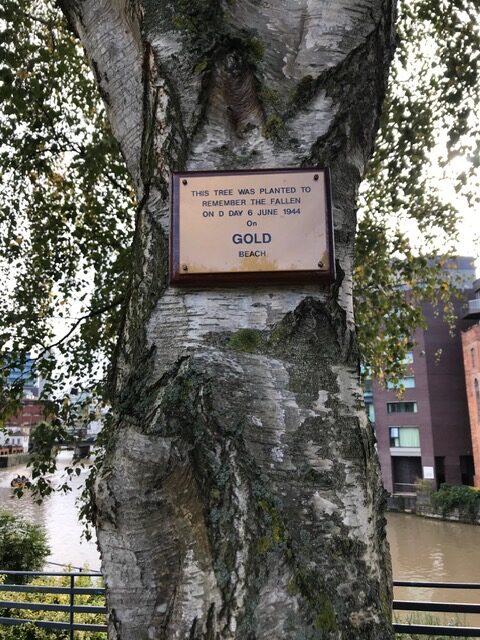 THIS TREE WAS PLANTED TO
REMEMBER THE FALLEN
ON D DAY 6 JUNE 1944
On
GOLD
BEACH